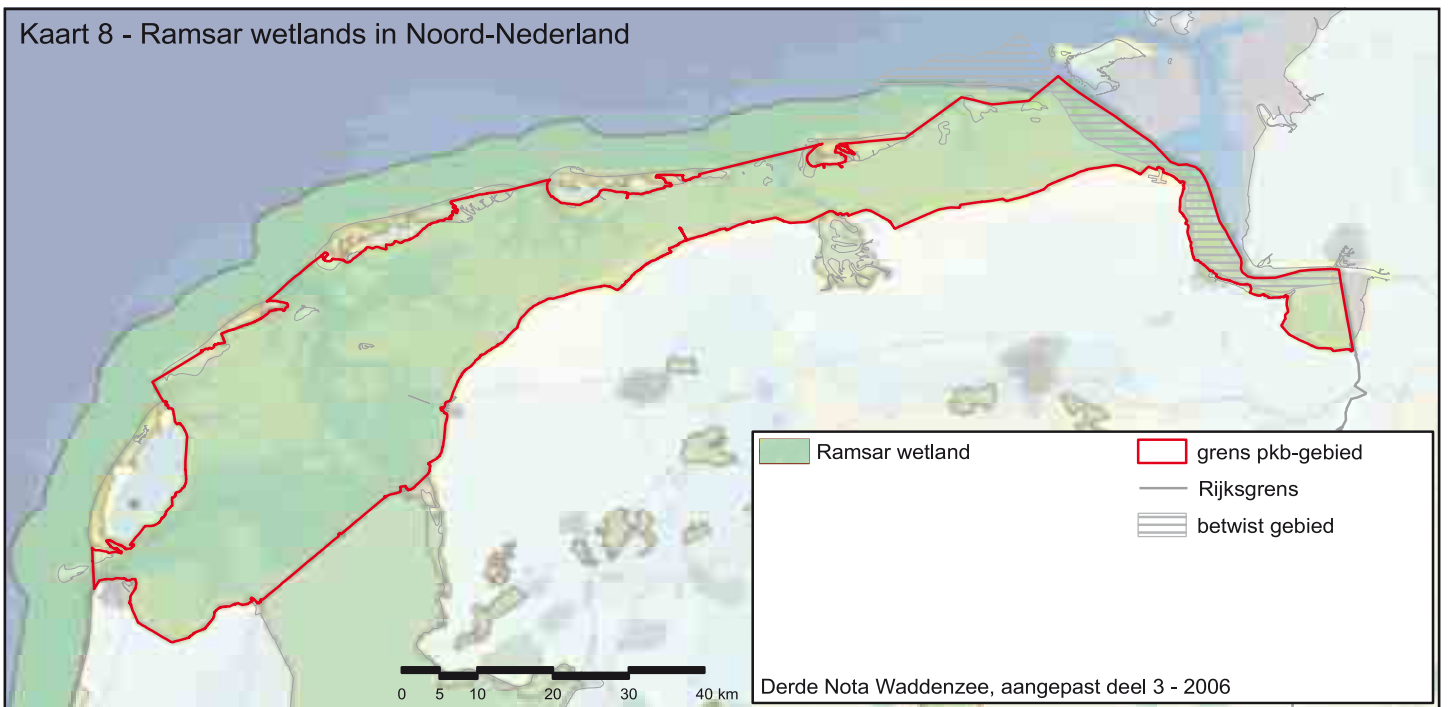 Kaart 8 - Ramsar wetlands in Noord-Nederland
Ramsar wetland
grens pkb-gebied
Rijksgrens
betwist gebied
0 5 10 20 30 40 km
Derde Nota Waddenzee, aangepast deel 3 - 2006